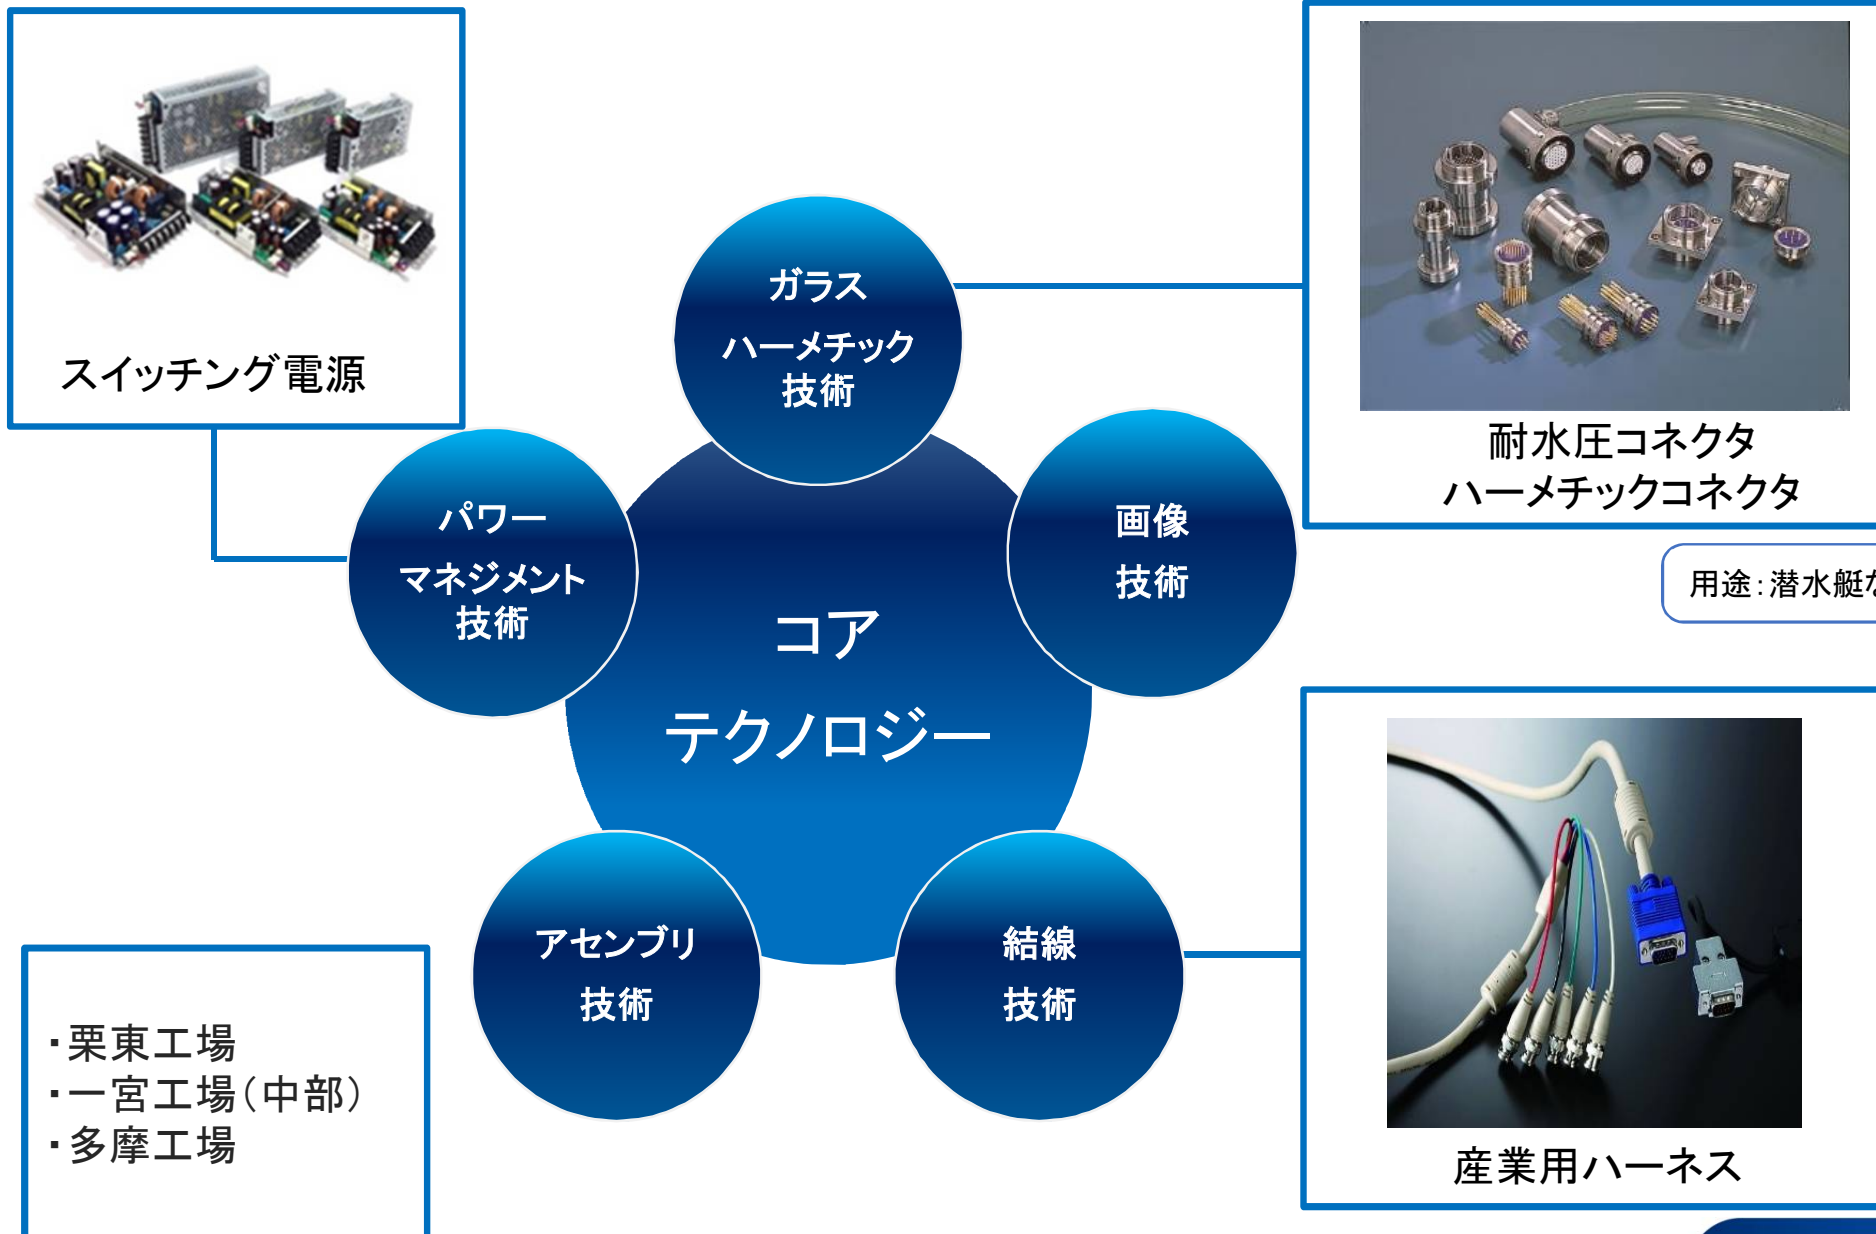 スイッチング電源
耐水圧コネクタ
ハーメチックコネクタ
用途：潜水艇な
ガラス
ハーメチック
技術
パワー
マネジメント
技術
画像
技術
コア
テクノロジー
アセンブリ
技術
結線
技術
・栗東工場
・一宮工場（中部）
・多摩工場
産業用ハーネス